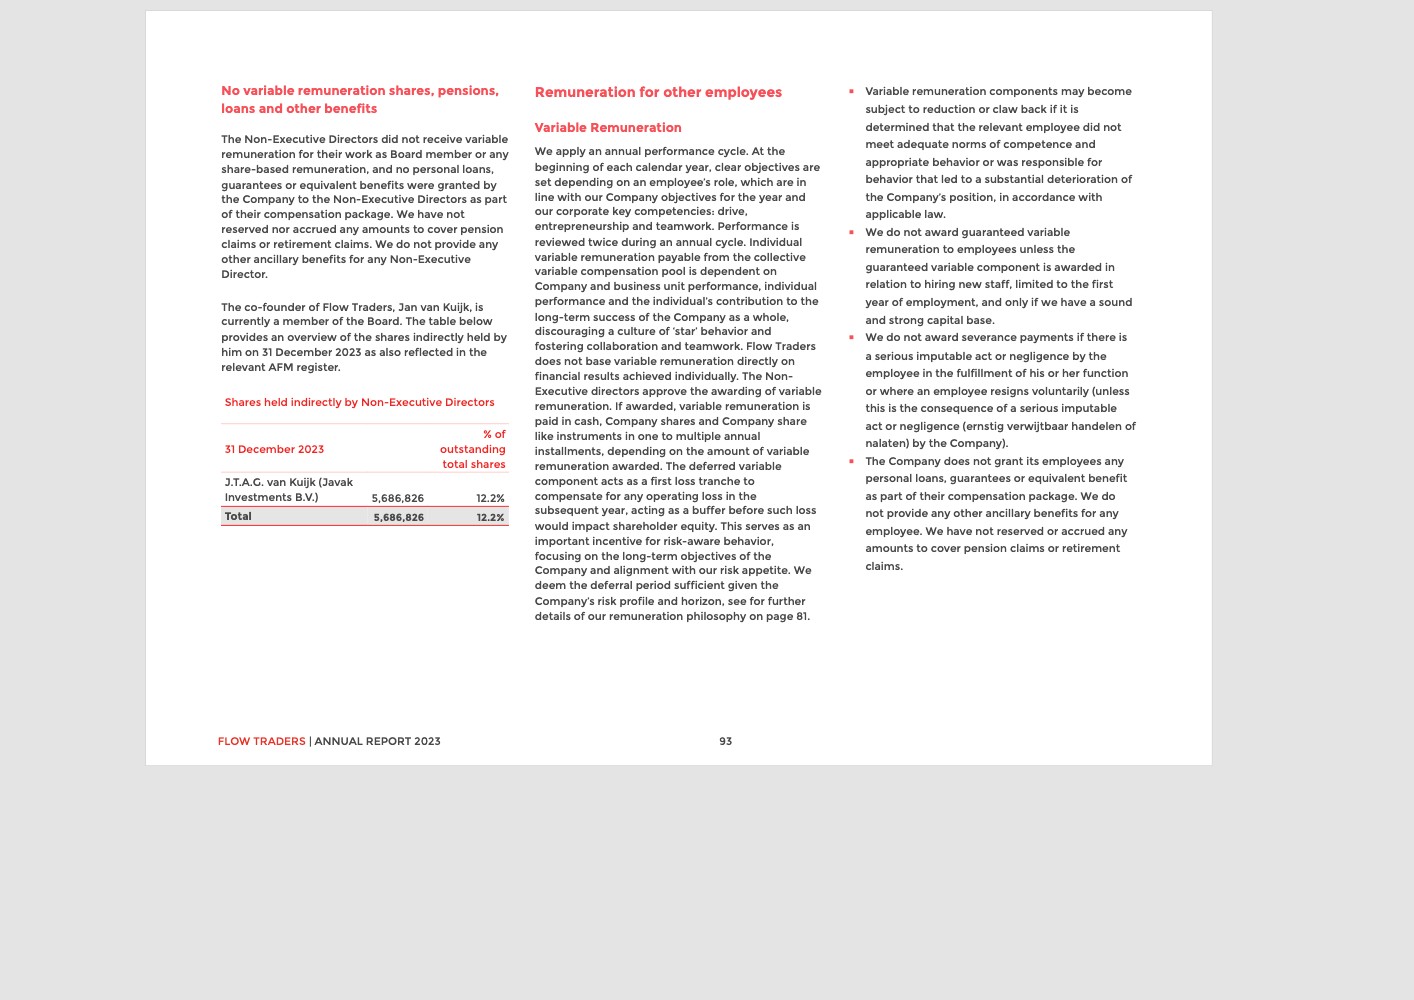 No variable remuneration shares, pensions,
loans and other benefits
The Non-Executive Directors did not receive variable
remuneration for their work as Board member or any
share-based remuneration, and no personal loans,
guarantees or equivalent benefits were granted by
the Company to the Non-Executive Directors as part
of their compensation package. We have not
reserved nor accrued any amounts to cover pension
claims or retirement claims. We do not provide any
other ancillary benefits for any Non-Executive
Director.
The co-founder of Flow Traders, Jan van Kuijk, is
currently a member of the Board. The table below
provides an overview of the shares indirectly held by
him on 31 December 2023 as also reflected in the
relevant AFM register.
Shares held indirectly by Non-Executive Directors
% of
31 December 2023 outstanding
total shares
J.T.A.G. van Kuijk (Javak
Investments B.V.) 5,686,826 12.2%
Total 5,686,826 12.2%
Remuneration for other employees
Variable Remuneration
We apply an annual performance cycle. At the
beginning of each calendar year, clear objectives are
set depending on an employee's role, which are in
line with our Company objectives for the year and
our corporate key competencies: drive,
entrepreneurship and teamwork. Performance is
reviewed twice during an annual cycle. Individual
variable remuneration payable from the collective
variable compensation pool is dependent on
Company and business unit performance, individual
performance and the individual's contribution to the
long-term success of the Company as a whole,
discouraging a culture of 'star' behavior and
fostering collaboration and teamwork. Flow Traders
does not base variable remuneration directly on
financial results achieved individually. The Non-
Executive directors approve the awarding of variable
remuneration. If awarded, variable remuneration is
paid in cash, Company shares and Company share
like instruments in one to multiple annual
installments, depending on the amount of variable
remuneration awarded. The deferred variable
component acts as a first loss tranche to
compensate for any operating loss in the
subsequent year, acting as a buffer before such loss
would impact shareholder equity. This serves as an
important incentive for risk-aware behavior,
focusing on the long-term objectives of the
Company and alignment with our risk appetite. We
deem the deferral period sufficient given the
Company's risk profile and horizon, see for further
details of our remuneration philosophy on page 81.
▪ Variable remuneration components may become
subject to reduction or claw back if it is
determined that the relevant employee did not
meet adequate norms of competence and
appropriate behavior or was responsible for
behavior that led to a substantial deterioration of
the Company's position, in accordance with
applicable law.
▪ We do not award guaranteed variable
remuneration to employees unless the
guaranteed variable component is awarded in
relation to hiring new staff, limited to the first
year of employment, and only if we have a sound
and strong capital base.
▪ We do not award severance payments if there is
a serious imputable act or negligence by the
employee in the fulfillment of his or her function
or where an employee resigns voluntarily (unless
this is the consequence of a serious imputable
act or negligence (ernstig verwijtbaar handelen of
nalaten) by the Company).
▪ The Company does not grant its employees any
personal loans, guarantees or equivalent benefit
as part of their compensation package. We do
not provide any other ancillary benefits for any
employee. We have not reserved or accrued any
amounts to cover pension claims or retirement
claims.
FLOW TRADERS | ANNUAL REPORT 2023 93